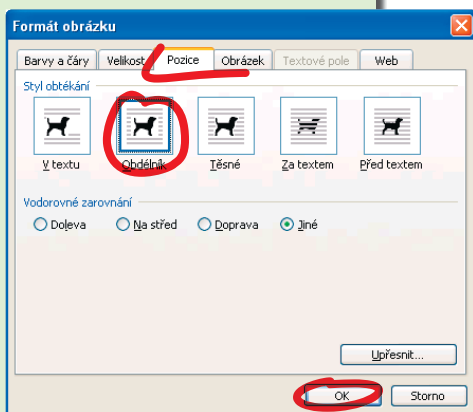 Formát obrázku
Barvy a čáry Velikost Pozice Obrázek Textové pole Web
Styl obtékání
V textu Obdélník Těsné Za textem Před textem
Vodorovné zarovnání
Doleva Na střed Doprava Jiné
Upřesnit...
OK Storno